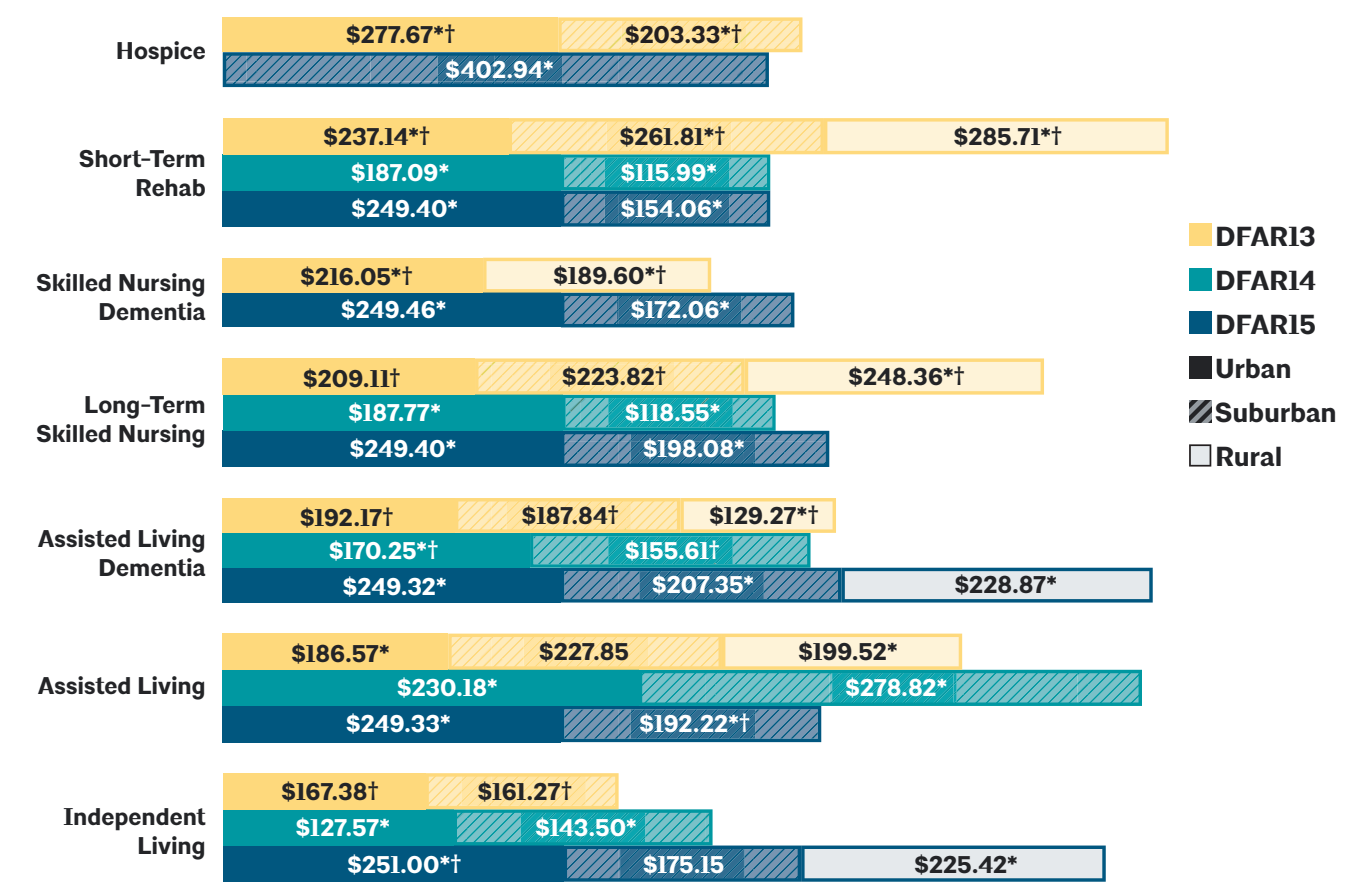 Hospice
$277.67*† $203.33*†
$402.94*
Short-Term
Rehab
$237.14*† $261.81*† $285.71*†
$187.09* $115.99*
$249.40* $154.06*
Skilled Nursing
Dementia
$216.05*† $189.60*†
$249.46* $172.06*
Long-Term
Skilled Nursing
$209.11† $223.82† $248.36*†
$187.77* $118.55*
$249.40* $198.08*
Assisted Living
Dementia
$192.17† $187.84† $129.27*†
$170.25*† $155.61†
$249.32* $207.35* $228.87*
Assisted Living
$186.57* $227.85 $199.52*
$230.18* $278.82*
$249.33* $192.22*†
Independent
Living
$167.38† $161.27†
$127.57* $143.50*
$251.00*† $175.15 $225.42*
DFAR13
DFAR14
DFAR15
Urban
Suburban
Rural